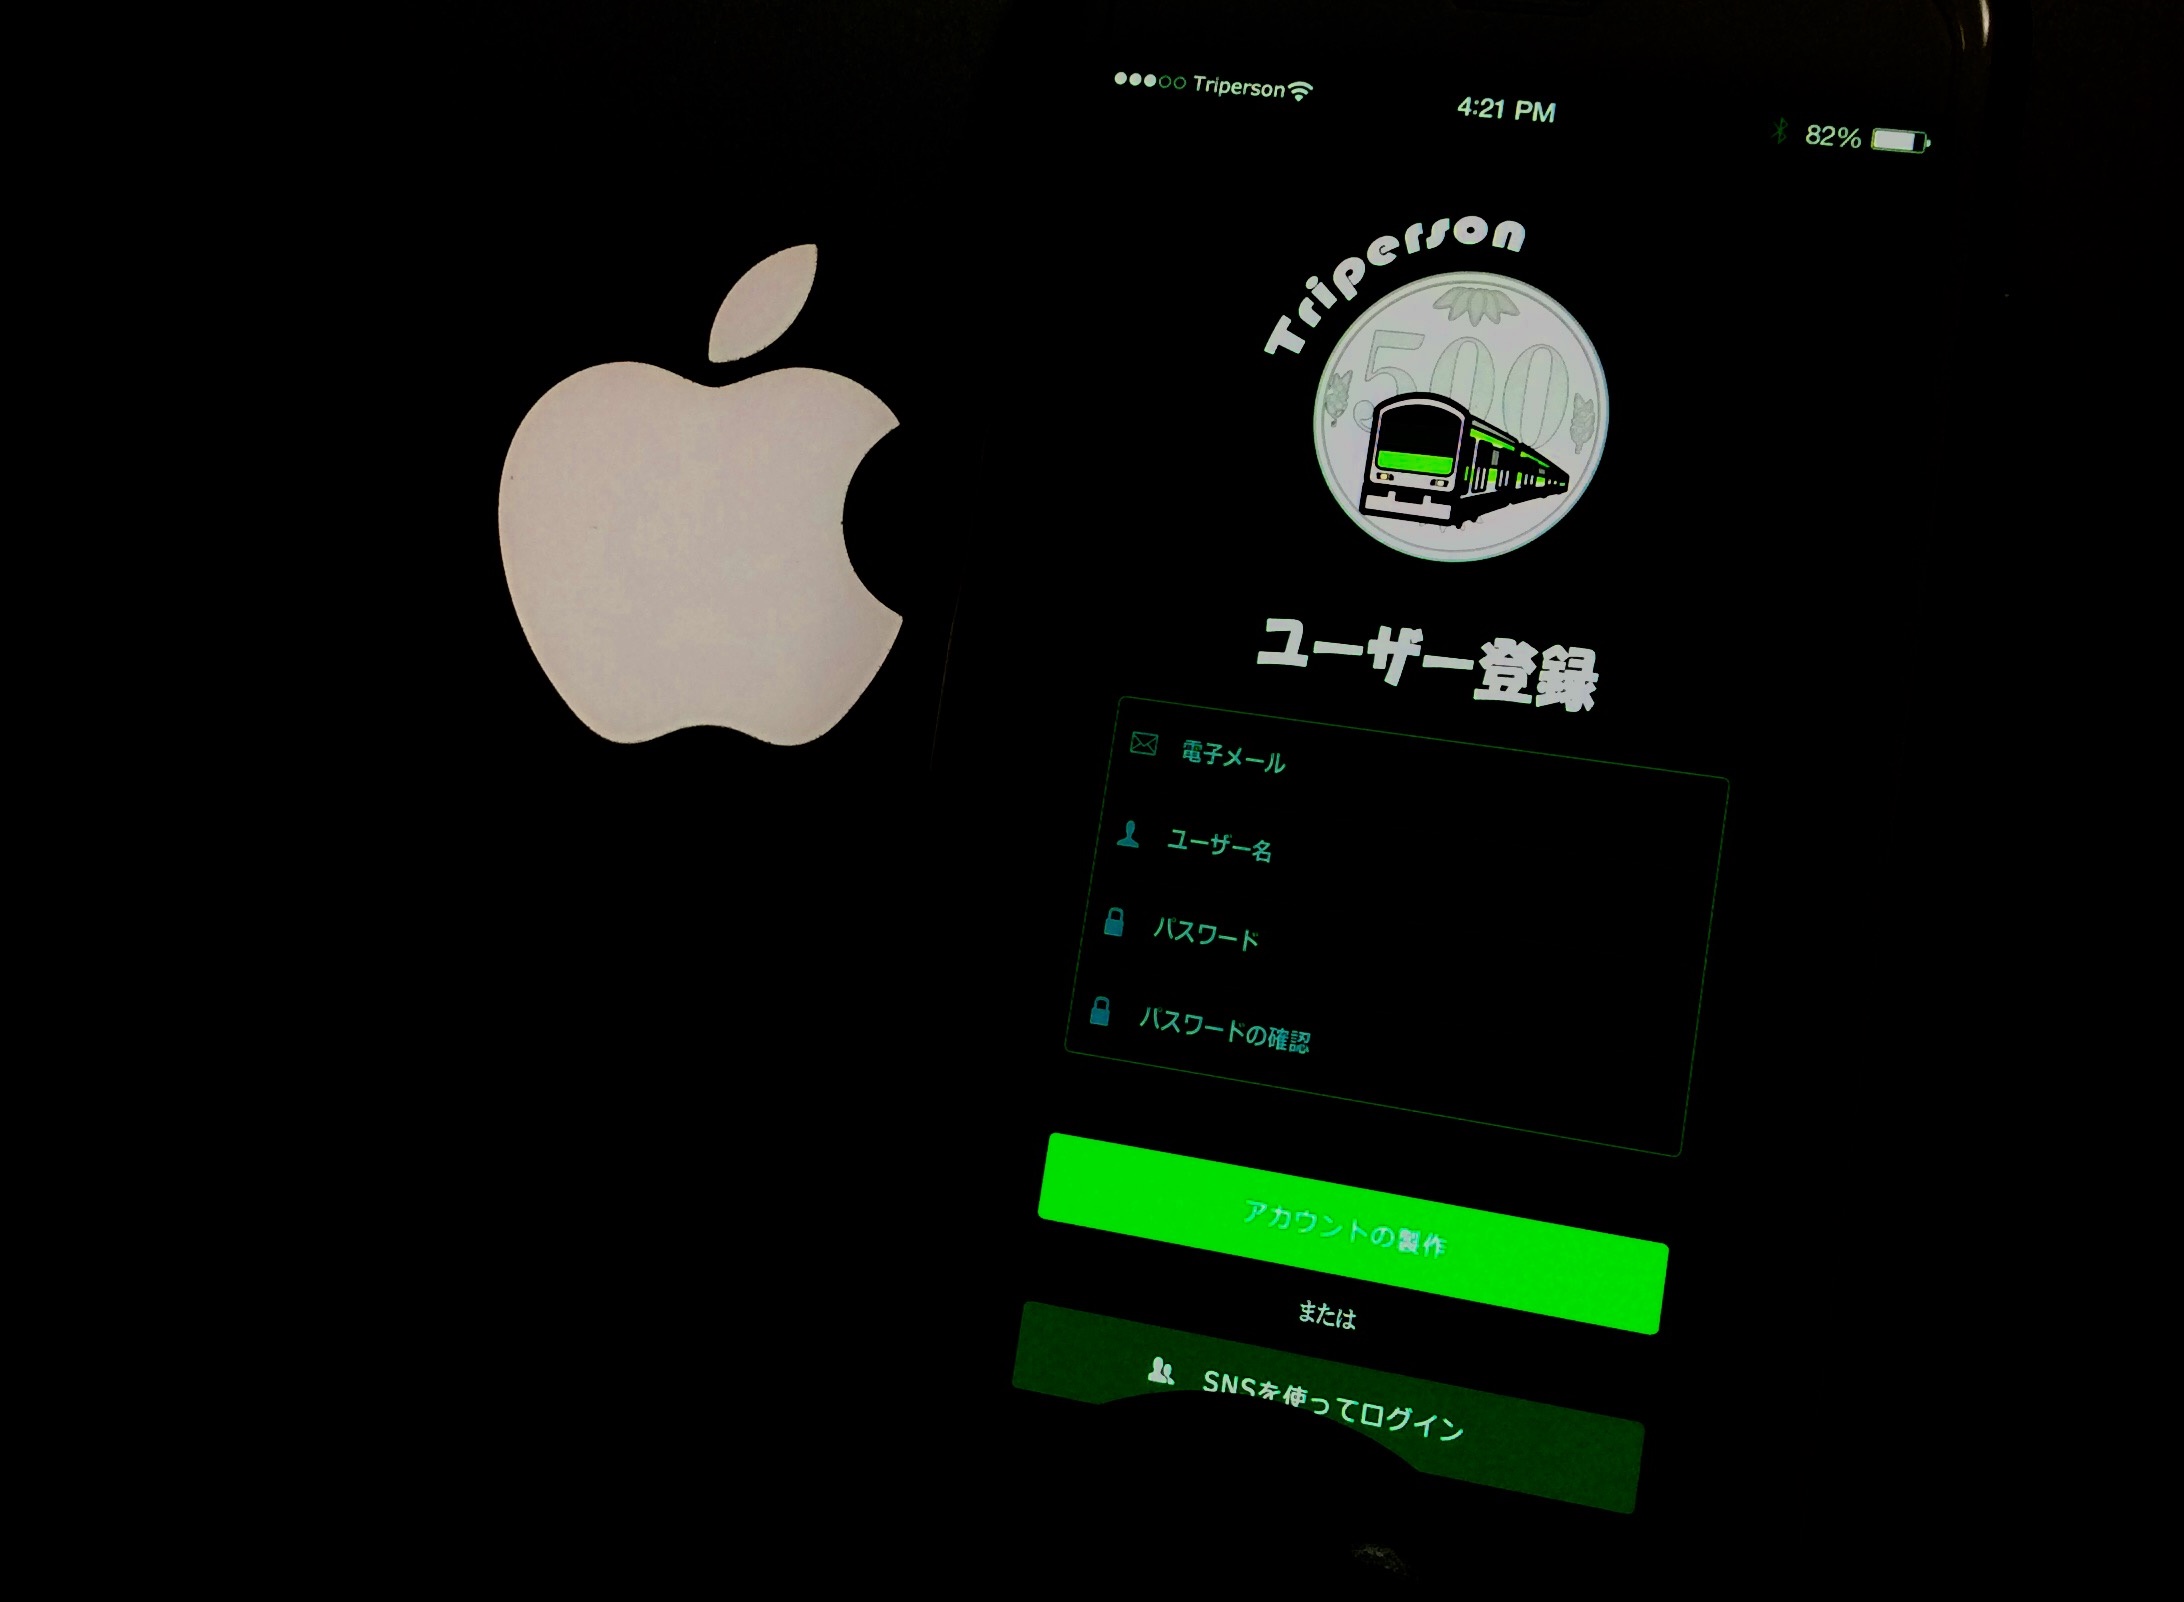 Triperson
4:21 PM
82%
Triperson
500
ユーザー登録
電子メール
ユーザー名
パスワード
パスワードの確認
アカウントの製作
または
SNSを使ってログイン